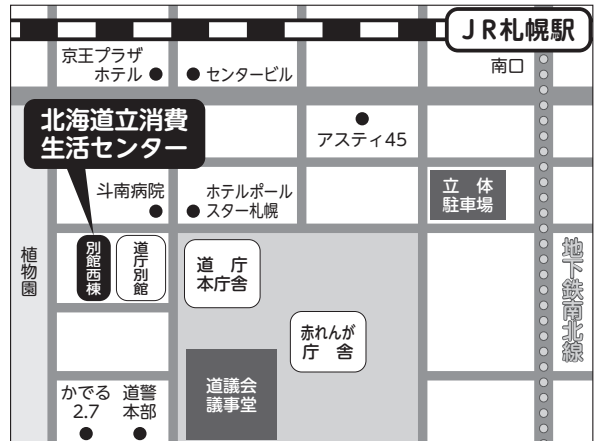 JR札幌駅
南口
京王プラザ
ホテル
センタービル
北海道立消費
生活センター
アスティ45
斗南病院
ホテルポール
スター札幌
立体
駐車場
植物園
別館西棟
道庁別館
道庁
本庁舎
赤れんが
庁舎
地下鉄南北線
かでる
2.7
道警
本部
道議会
議事堂